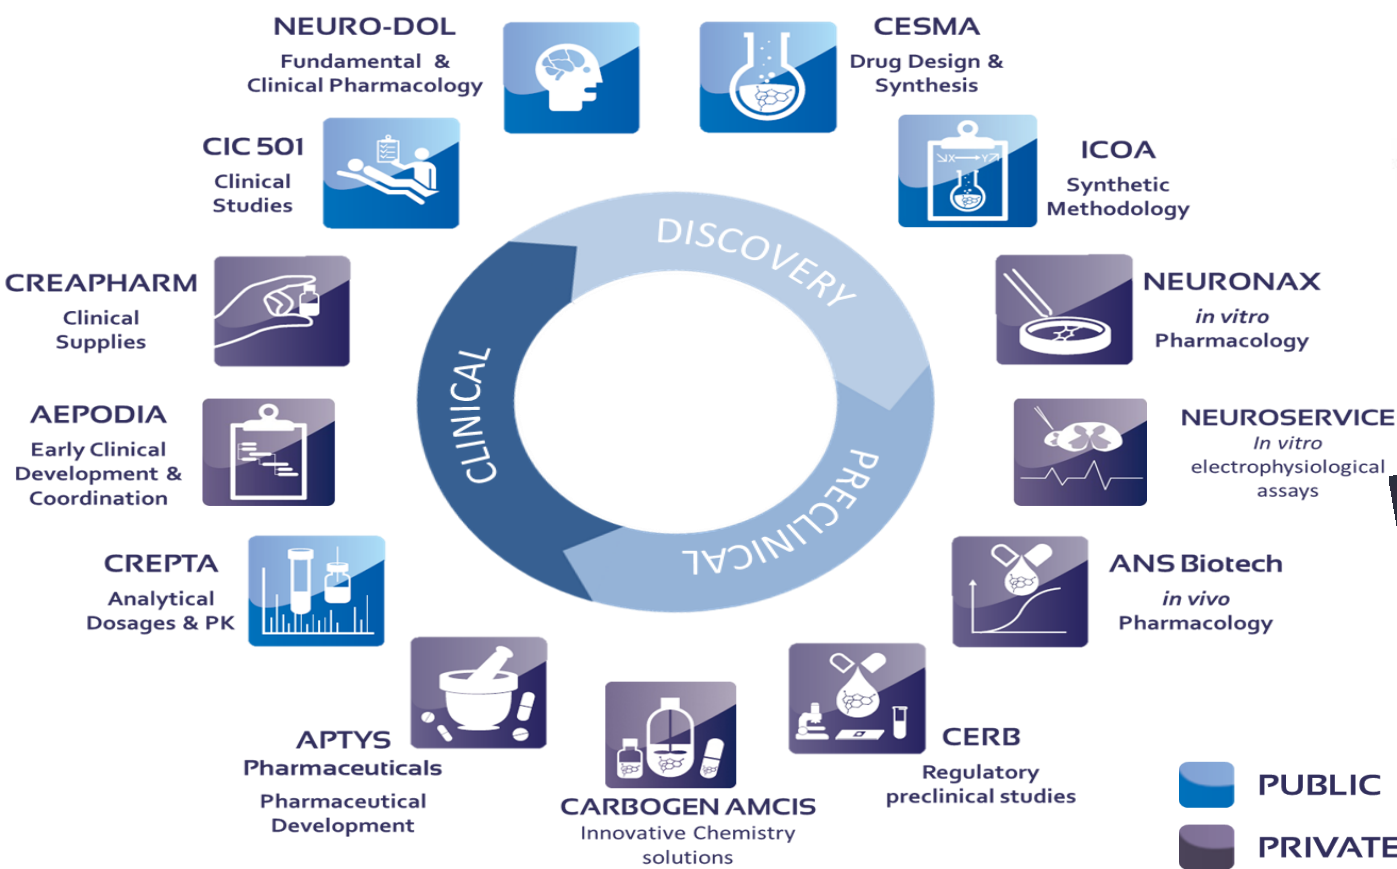 NEURO-DOL
Fundamental &
Clinical Pharmacology
CESMA
Drug Design &
Synthesis
CIC 501
Clinical
Studies
ICOA
Synthetic
Methodology
X
Y
DISCOVERY
CREAPHARM
Clinical
Supplies
NEURONAX
in vitro
Pharmacology
CLINICAL
AEPODIA
Early Clinical
Development &
Coordination
NEUROSERVICE
In vitro
electrophysiological
assays
PRECLINICAL
CREPTA
Analytical
Dosages & PK
ANS Biotech
in vivo
Pharmacology
APTYS
Pharmaceuticals
Pharmaceutical
Development
CARBOGEN AMCIS
Innovative Chemistry
solutions
CERB
Regulatory
preclinical studies
PUBLIC
PRIVATE